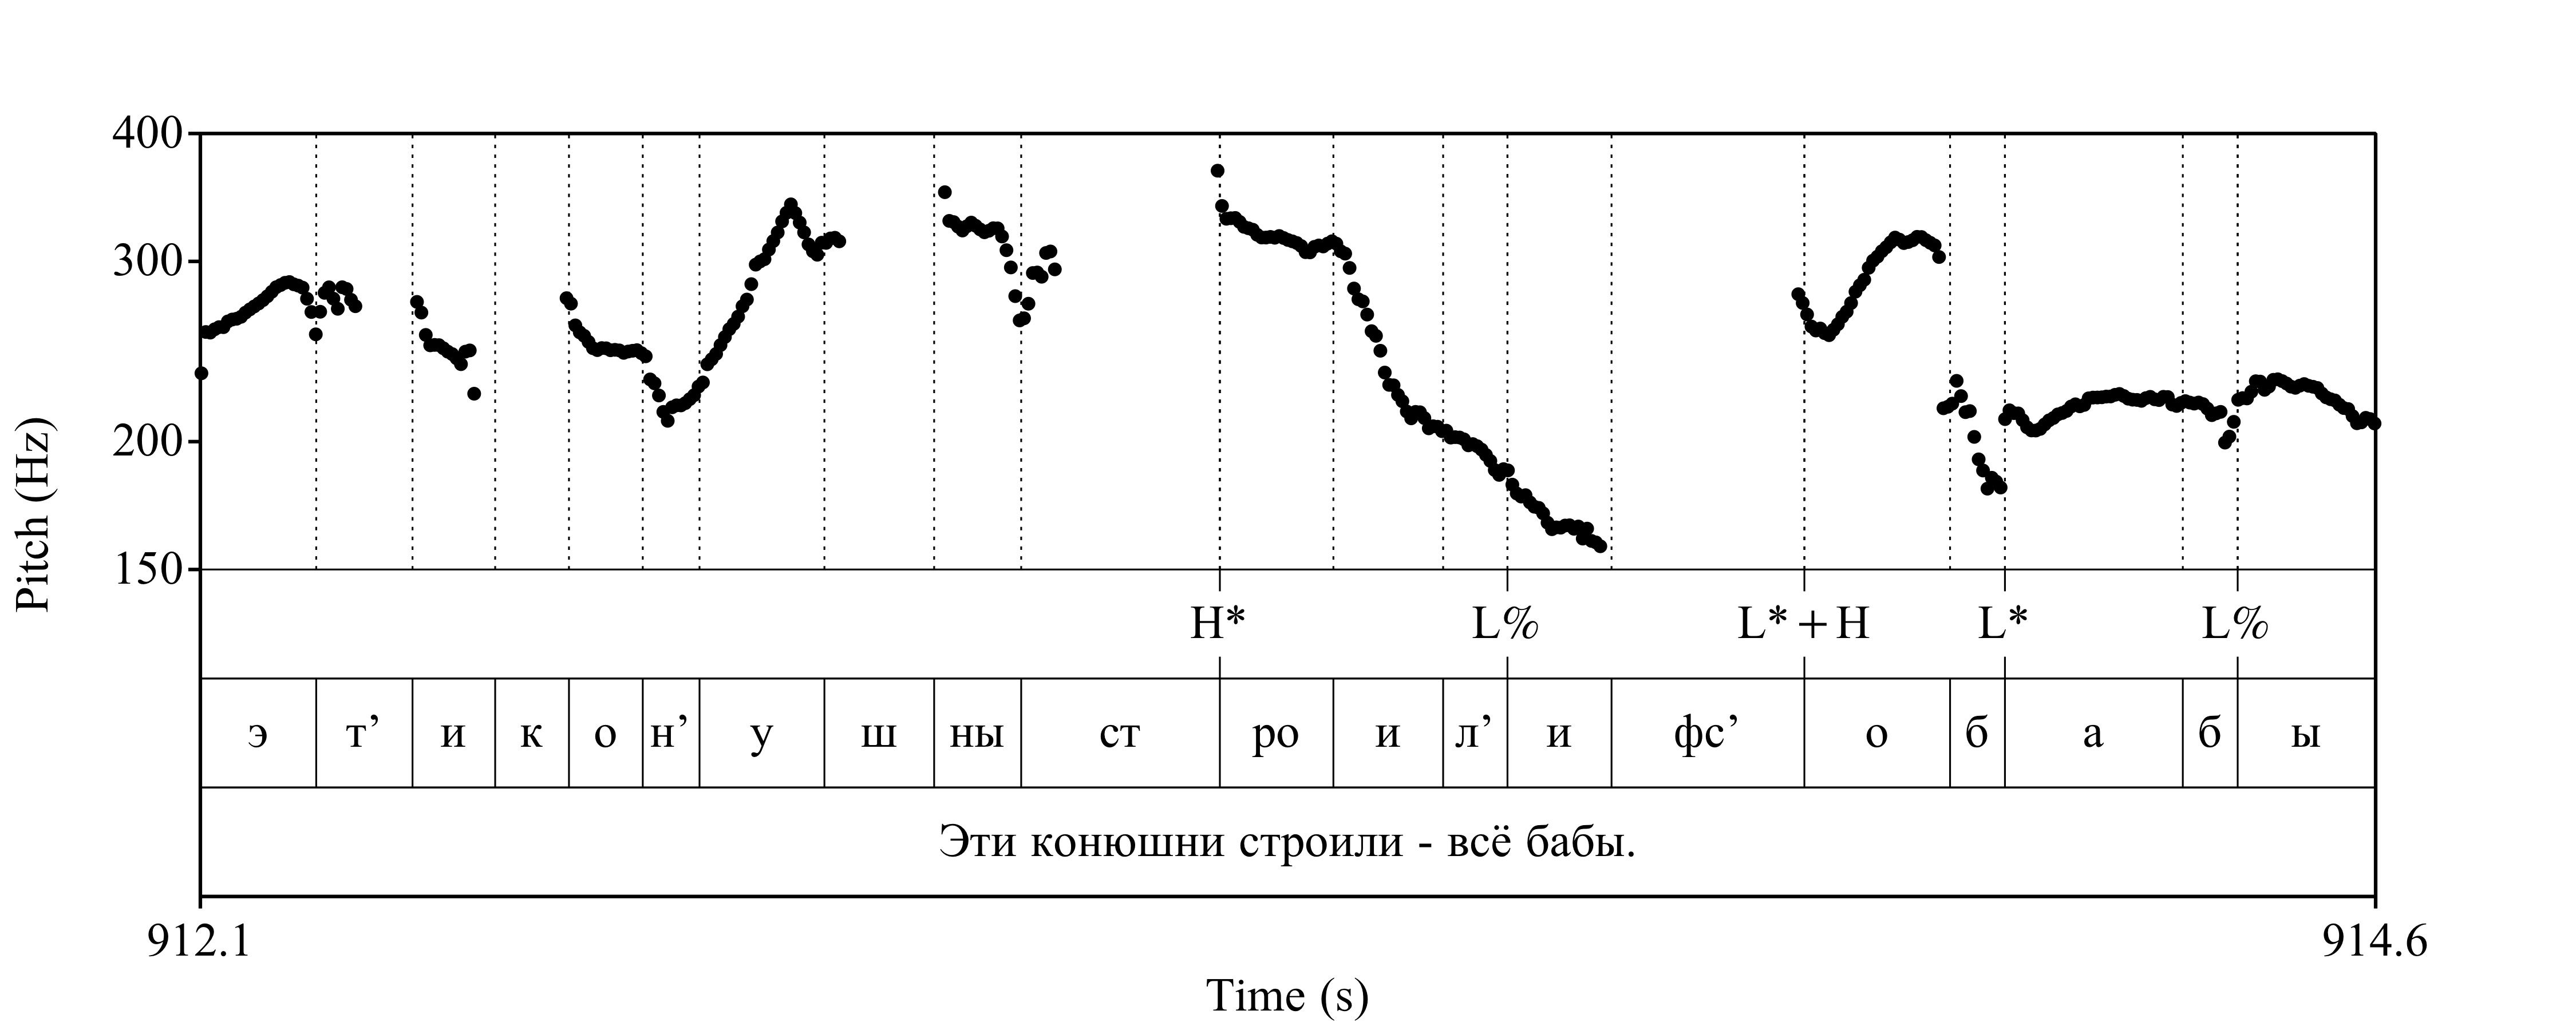 400
300
200
150
Pitch (Hz)
H* L% L*+H L* L%
э т’ и к о н’ у ш ны ст ро и л’ и фс’ о б а б ы
Эти конюшни строили - всё бабы.
912.1 914.6
Time (s)